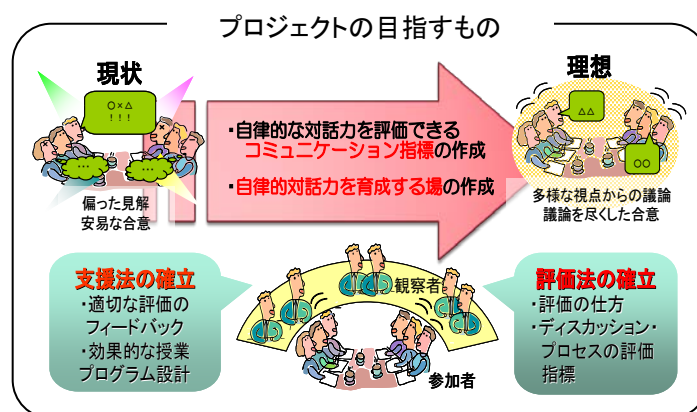 プロジェクトの目指すもの
現状
理想
○×△
！！！
・・・
・・・
△△
○○
・自律的な対話力を評価できる
コミュニケーション指標の作成
・自律的対話力を育成する場の作成
偏った見解
安易な合意
多様な視点からの議論
議論を尽くした合意
支援法の確立
・適切な評価の
フィードバック
・効果的な授業
プログラム設計
観察者
参加者
評価法の確立
・評価の仕方
・ディスカッション・
プロセスの評価
指標